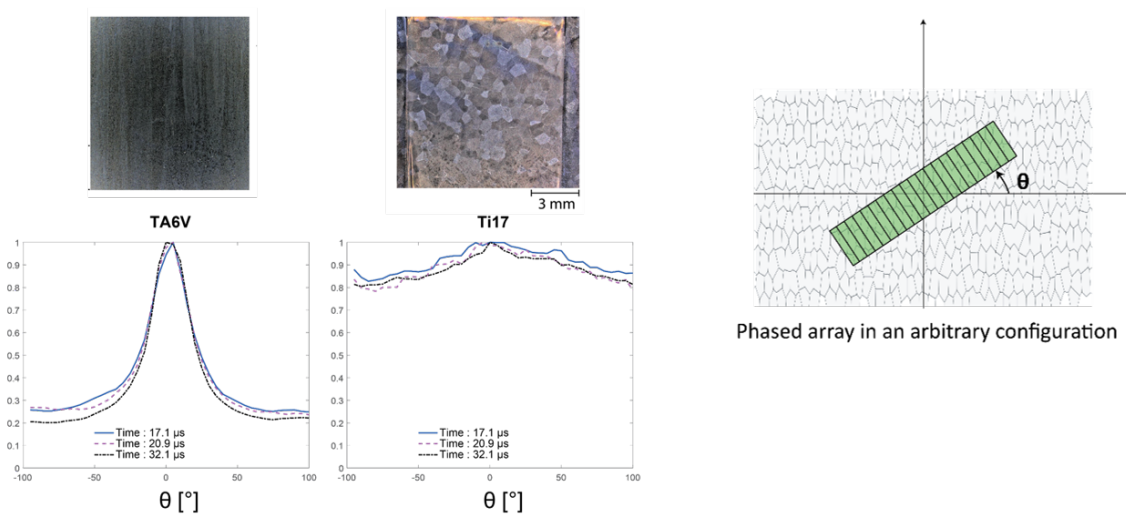 3 mm
TA6V
Ti17
1
0.9
0.8
0.7
0.6
0.5
0.4
0.3
0.2
0.1
0
Time : 17.1 μs
Time : 20.9 μs
Time : 32.1 μs
-100
-50
0
50
100
θ [°]
1
0.9
0.8
0.7
0.6
0.5
0.4
0.3
0.2
0.1
0
Time : 17.1 μs
Time : 20.9 μs
Time : 32.1 μs
-100
-50
0
50
100
θ [°]
θ
Phased array in an arbitrary configuration